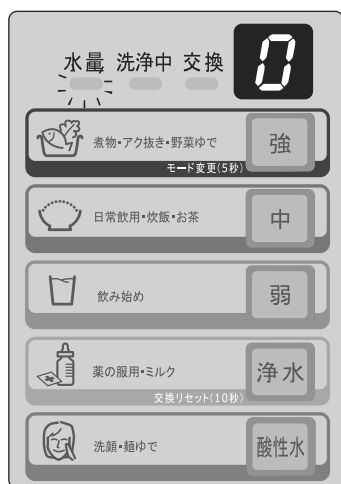 水量 洗浄中 交換 0
煮物・アク抜き・野菜ゆで 強
モード変更(5秒)
日常飲用・炊飯・お茶 中
飲み始め 弱
薬の服用・ミルク 浄水
交換リセット(10秒)
洗顔・麺ゆで 酸性水